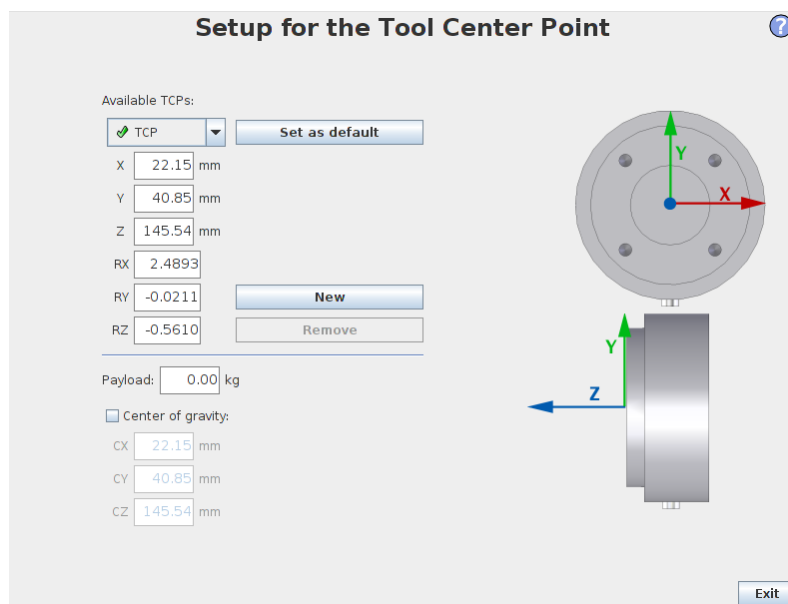 Setup for the Tool Center Point
?
Available TCPs:
TCP
Set as default
X 22.15 mm
Y 40.85 mm
Z 145.54 mm
RX 2.4893
RY -0.0211 New
RZ -0.5610 Remove
Payload: 0.00 kg
Center of gravity:
CX 22.15 mm
CY 40.85 mm
CZ 145.54 mm
Y
X
Y
Z
Exit